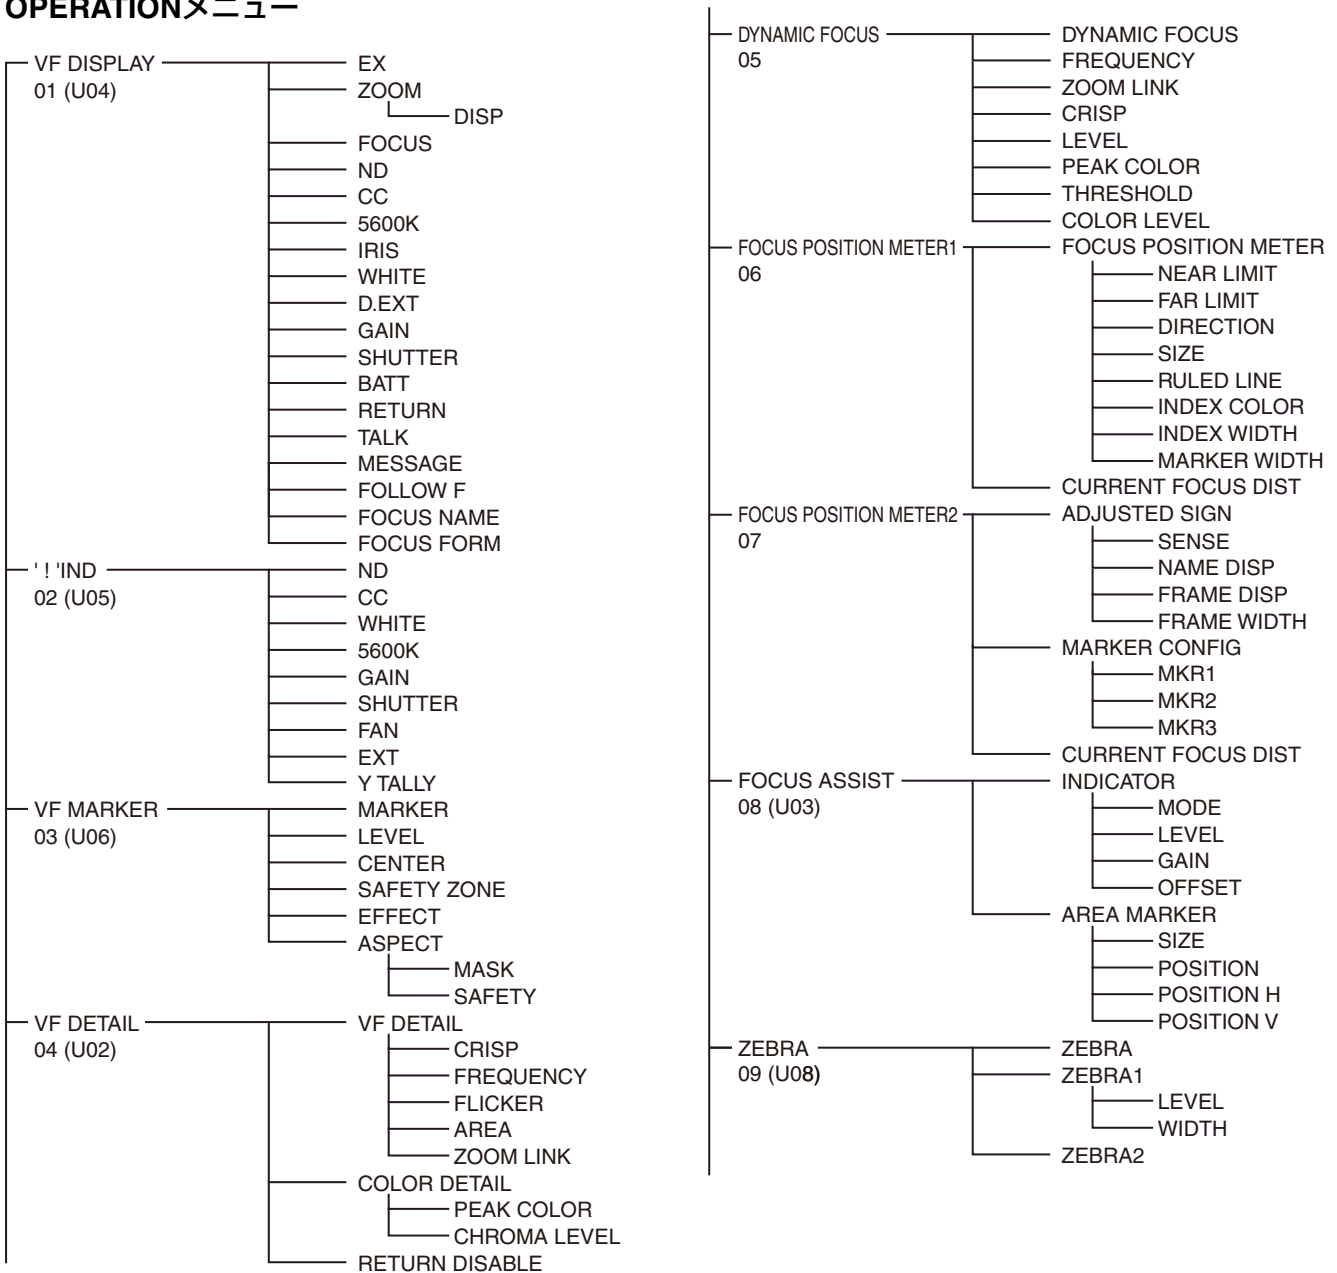 OPERATIONメニュー
VF DISPLAY
01 (U04)
EX
ZOOM
DISP
FOCUS
ND
CC
5600K
IRIS
WHITE
D.EXT
GAIN
SHUTTER
BATT
RETURN
TALK
MESSAGE
FOLLOW F
FOCUS NAME
FOCUS FORM
' ! 'IND
02 (U05)
ND
CC
WHITE
5600K
GAIN
SHUTTER
FAN
EXT
Y TALLY
VF MARKER
03 (U06)
MARKER
LEVEL
CENTER
SAFETY ZONE
EFFECT
ASPECT
MASK
SAFETY
VF DETAIL
04 (U02)
VF DETAIL
CRISP
FREQUENCY
FLICKER
AREA
ZOOM LINK
COLOR DETAIL
PEAK COLOR
CHROMA LEVEL
RETURN DISABLE
DYNAMIC FOCUS
05
DYNAMIC FOCUS
FREQUENCY
ZOOM LINK
CRISP
LEVEL
PEAK COLOR
THRESHOLD
COLOR LEVEL
FOCUS POSITION METER1
06
FOCUS POSITION METER
NEAR LIMIT
FAR LIMIT
DIRECTION
SIZE
RULED LINE
INDEX COLOR
INDEX WIDTH
MARKER WIDTH
CURRENT FOCUS DIST
FOCUS POSITION METER2
07
ADJUSTED SIGN
SENSE
NAME DISP
FRAME DISP
FRAME WIDTH
MARKER CONFIG
MKR1
MKR2
MKR3
CURRENT FOCUS DIST
FOCUS ASSIST
08 (U03)
INDICATOR
MODE
LEVEL
GAIN
OFFSET
AREA MARKER
SIZE
POSITION
POSITION H
POSITION V
ZEBRA
09 (U08)
ZEBRA
ZEBRA1
LEVEL
WIDTH
ZEBRA2